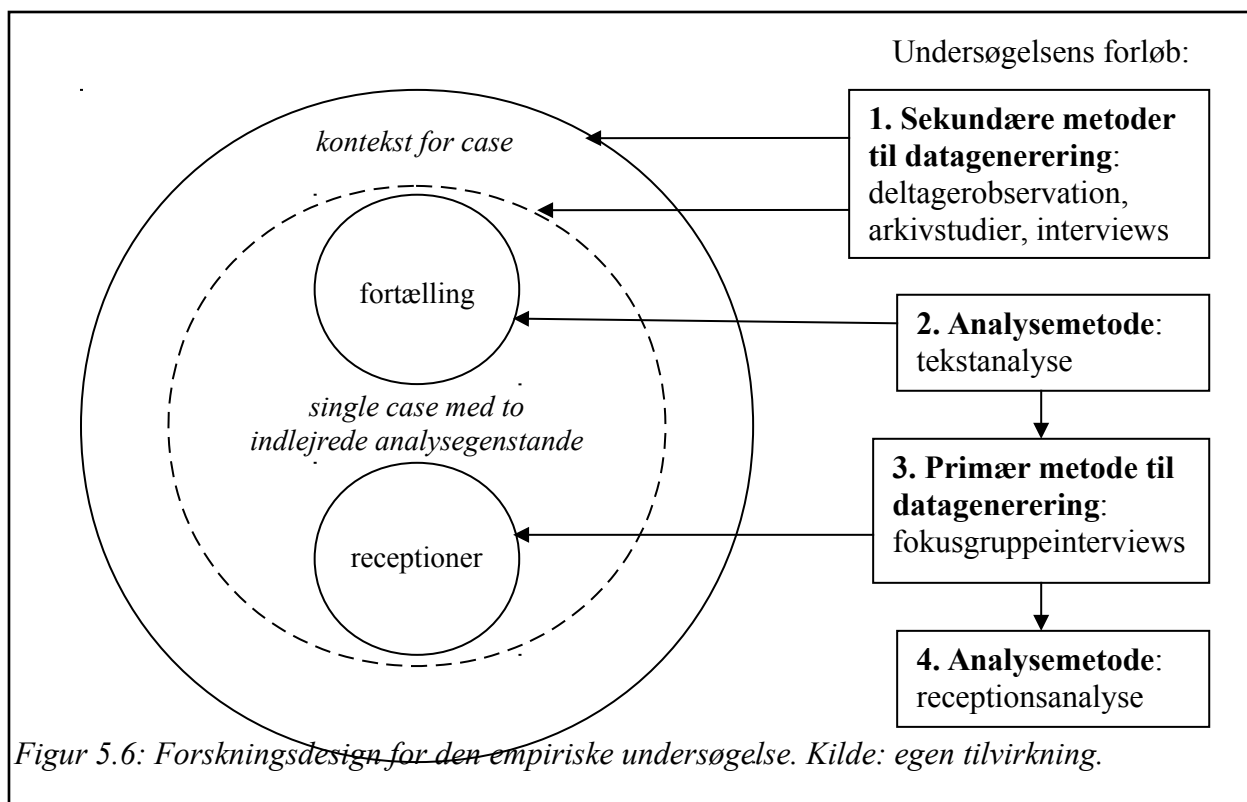 Undersøgelsens forløb:
kontekst for case
fortælling
single case med to
indlejrede analysegenstande
receptioner
1. Sekundære metoder
til datagenerering:
deltagerobservation,
arkivstudier, interviews
2. Analysemetode:
tekstanalyse
3. Primær metode til
datagenerering:
fokusgruppeinterviews
4. Analysemetode:
receptionsanalyse
Figur 5.6: Forskningsdesign for den empiriske undersøgelse. Kilde: egen tilvirkning.